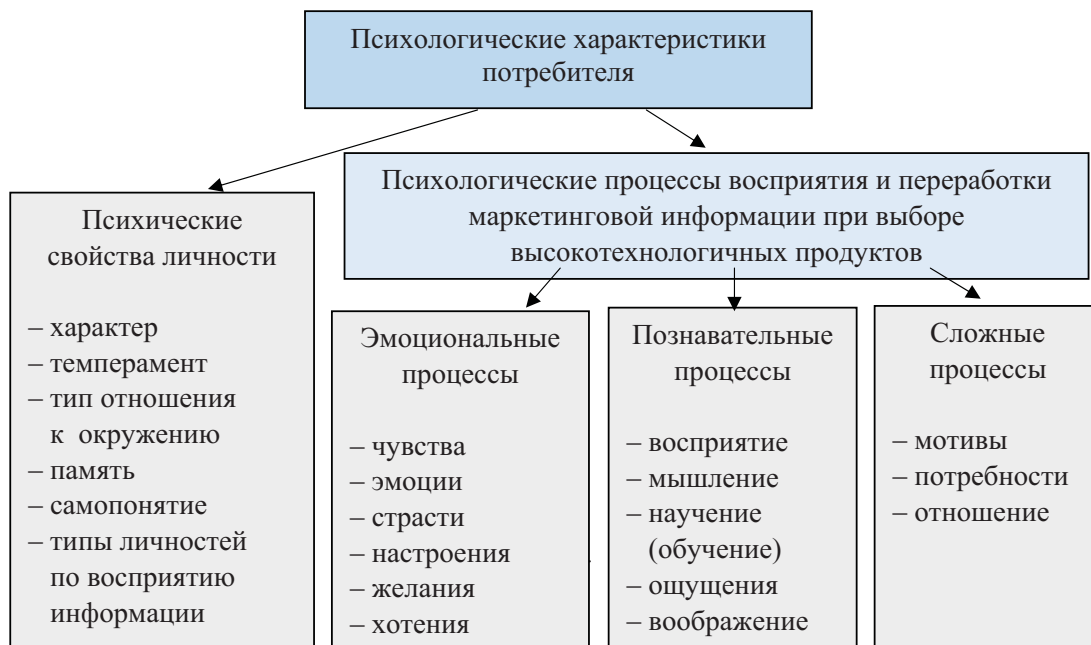 Психологические характеристики
потребителя
Психологические процессы восприятия и переработки
маркетинговой информации при выборе
высокотехнологичных продуктов
Психические
свойства личности
– характер
– темперамент
– тип отношения
к окружению
– память
– самопонятие
– типы личностей
по восприятию
информации
Эмоциональные
процессы
– чувства
– эмоции
– страсти
– настроения
– желания
– хотения
Познавательные
процессы
– восприятие
– мышление
– научение
(обучение)
– ощущения
– воображение
Сложные
процессы
– мотивы
– потребности
– отношение